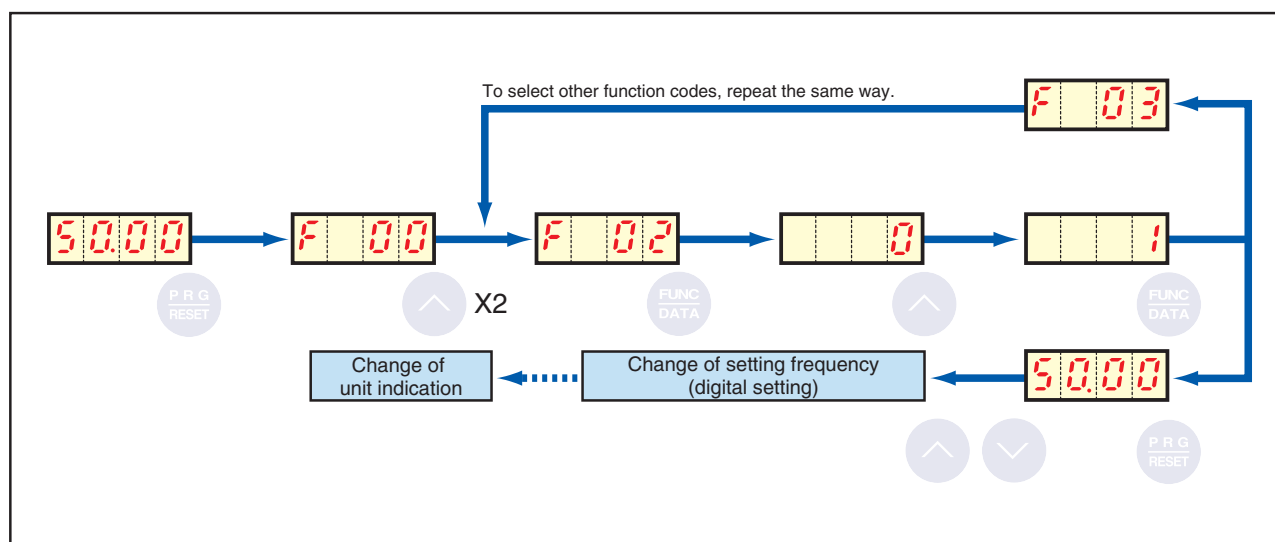 To select other function codes, repeat the same way.
F 03
50.00
F 00
F 02
0
1
PRG
RESET
X2
FUNC
DATA
FUNC
DATA
Change of
unit indication
Change of setting frequency
(digital setting)
50.00
PRG
RESET